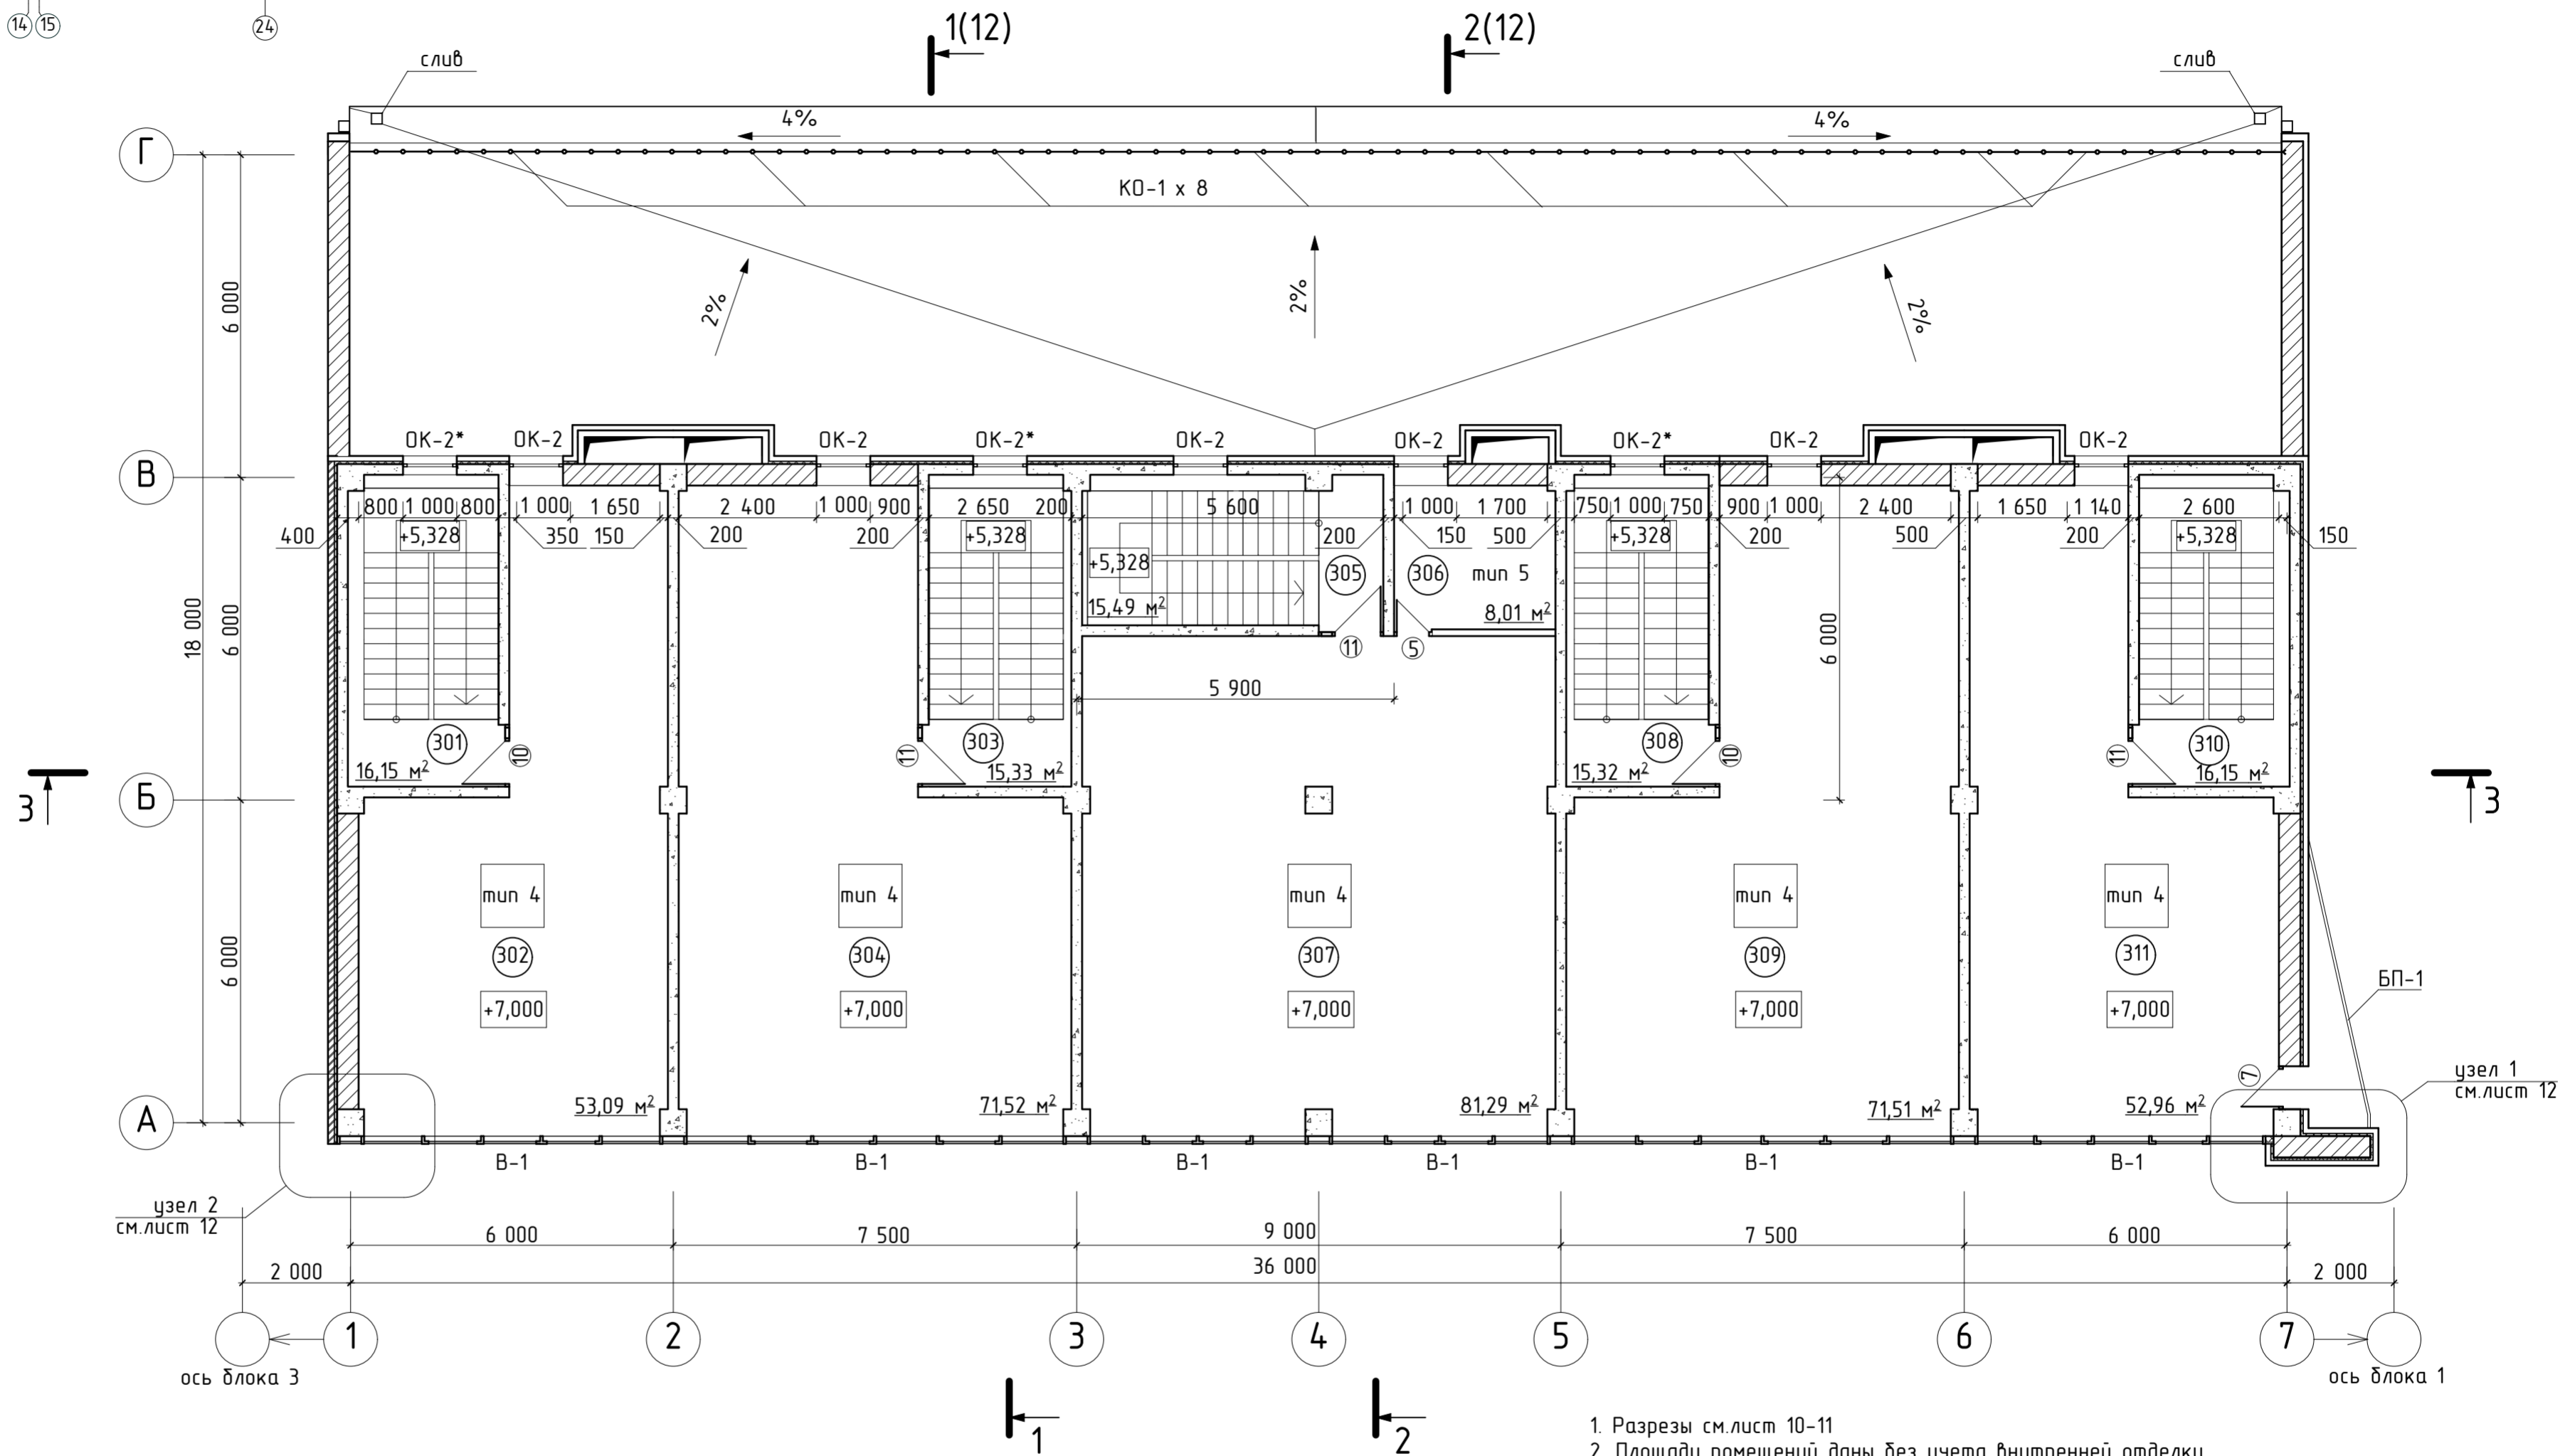 14 15 24
1(12) 2(12)
слив слив
4% 4%
Г
КО-1 х 8
6 000
2% 2% 2%
ОК-2* ОК-2 ОК-2 ОК-2* ОК-2 ОК-2 ОК-2* ОК-2 ОК-2
В
800 1 000 800 1 000 1 650 2 400 1 000 900 2 650 200 5 600 1 000 1 700 750 1 000 750 900 1 000 2 400 1 650 1 140 2 600
400 +5,328 350 150 200 200 +5,328 200 150 500 +5,328 200 500 200 +5,328 150
+5,328 305 306 тип 5
15,49 м² 8,01 м²
18 000 6 000 6 000
11 5
5 900
301 10 11 303 308 10 11 310
16,15 м² 15,33 м² 15,32 м² 16,15 м²
3 Б 3
тип 4 тип 4 тип 4 тип 4 тип 4
302 304 307 309 311
6 000
БП-1
+7,000 +7,000 +7,000 +7,000 +7,000
7
узел 1
см.лист 12
А 53,09 м² 71,52 м² 81,29 м² 71,51 м² 52,96 м²
В-1 В-1 В-1 В-1 В-1 В-1
узел 2
см.лист 12
6 000 7 500 9 000 7 500 6 000
2 000 36 000 2 000
1 2 3 4 5 6 7
ось блока 3 ось блока 1
1 2
1. Разрезы см.лист 10-11
2. Площади помещений даны без учета внутренней отделки